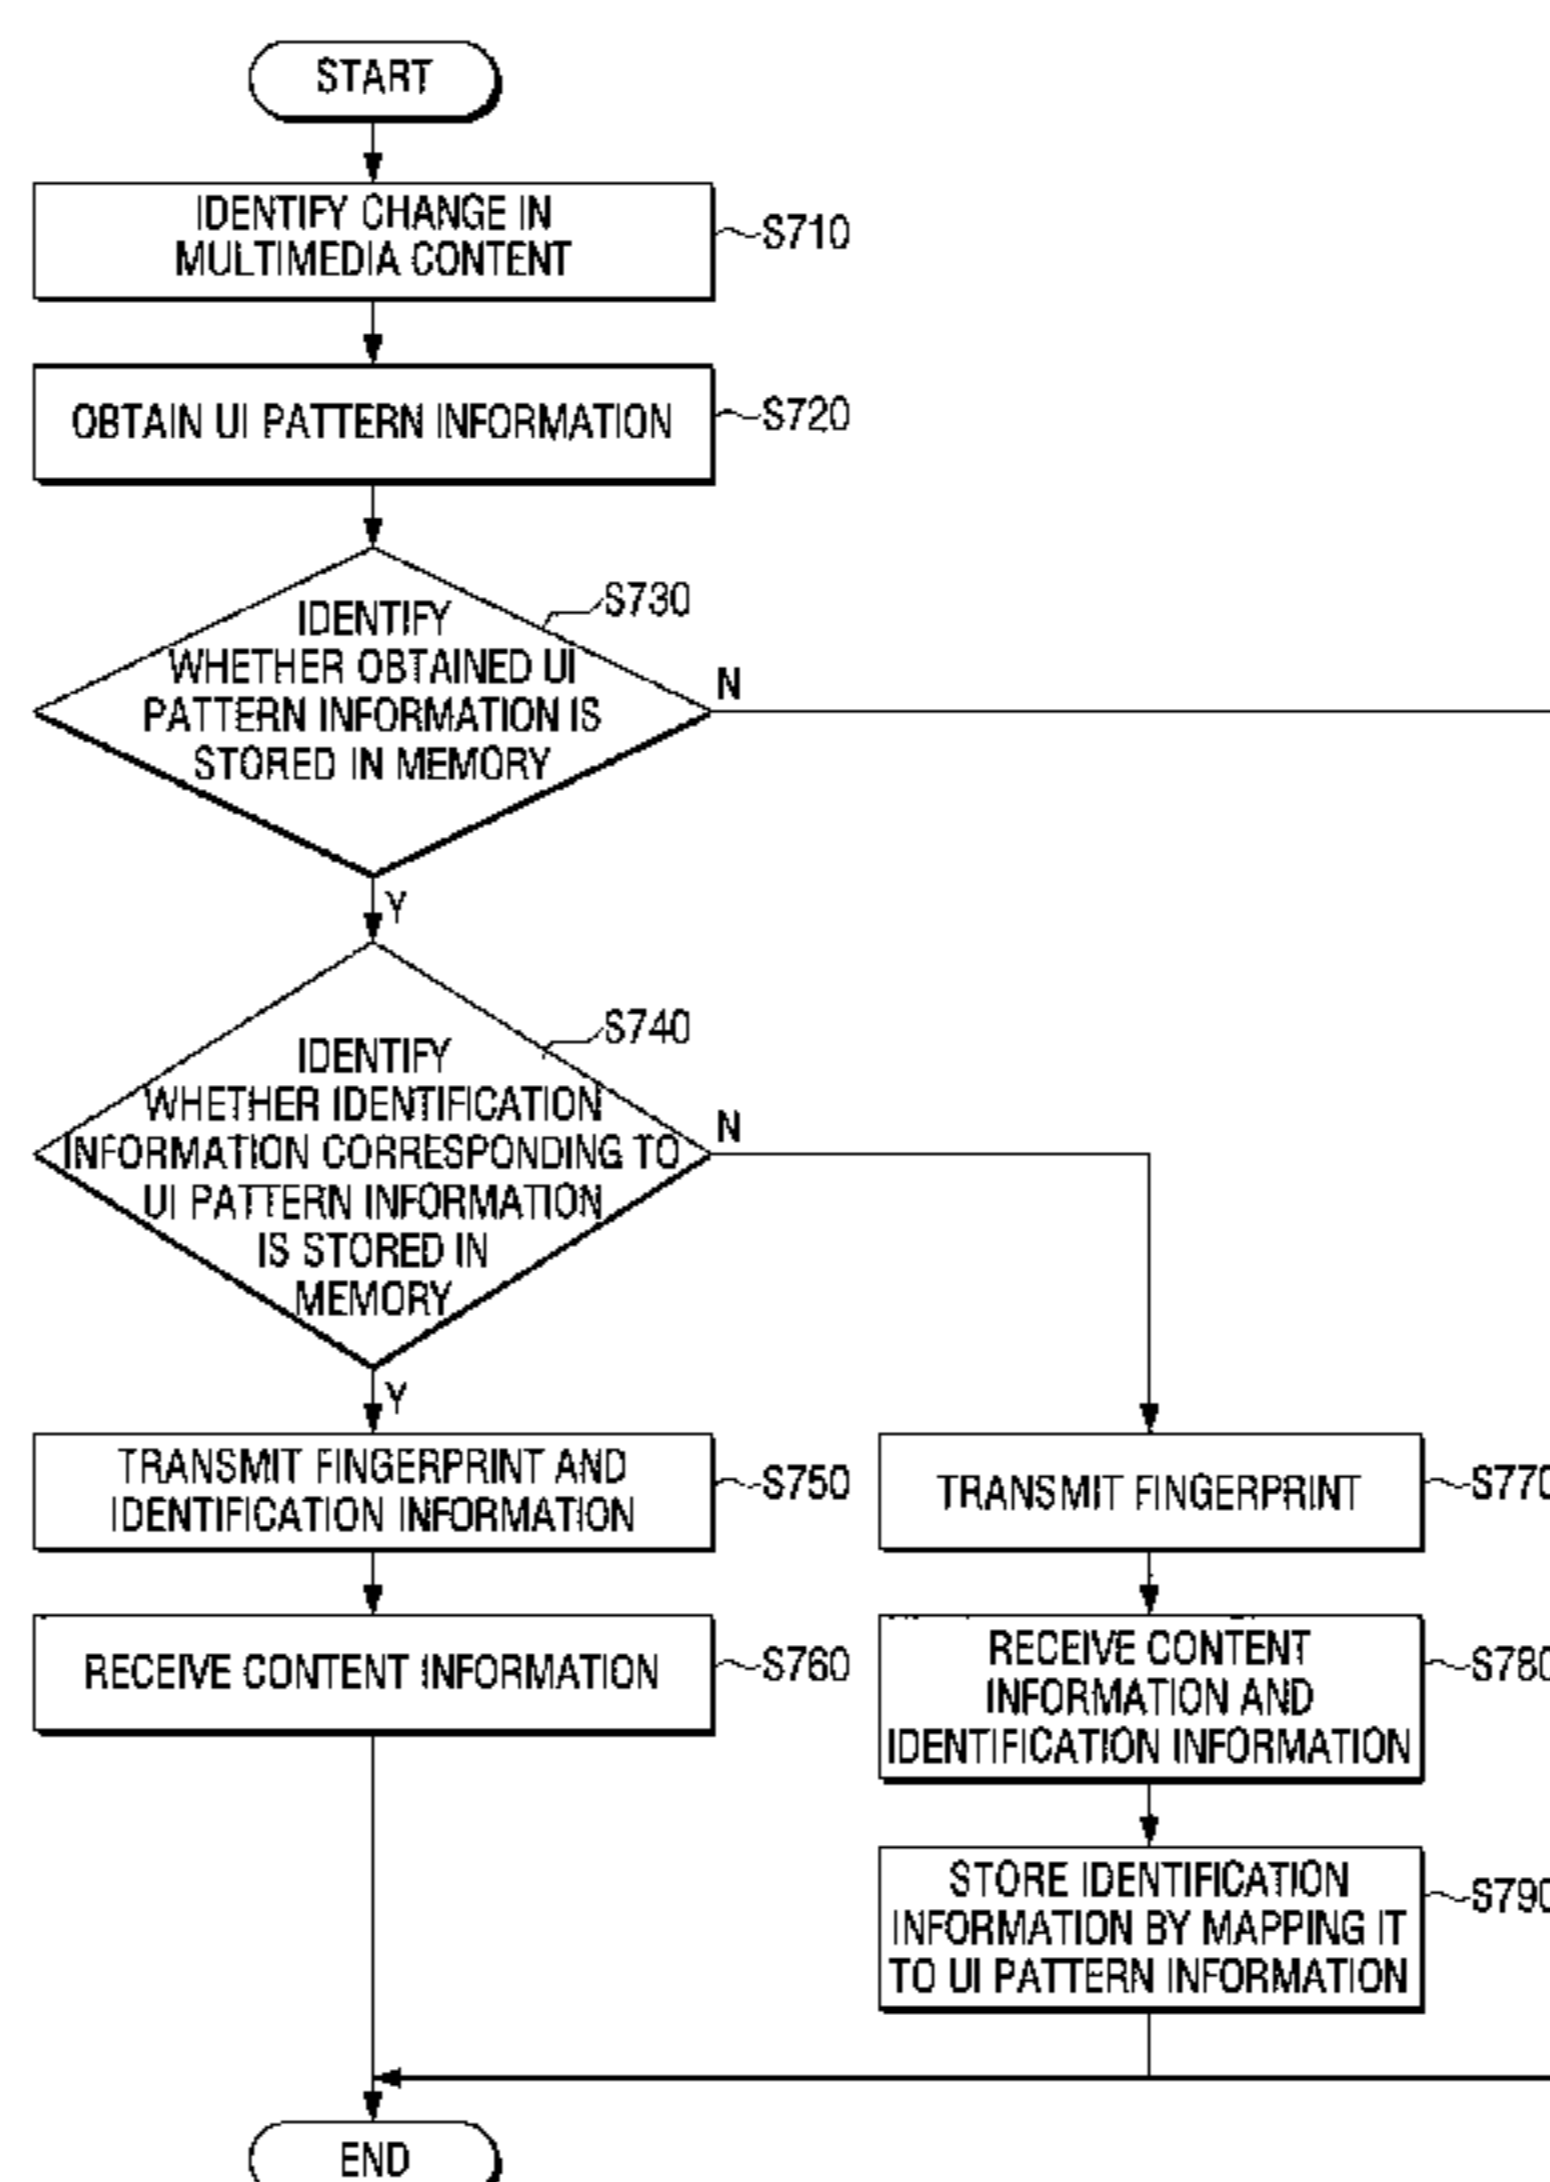 START
IDENTIFY CHANGE IN
MULTIMEDIA CONTENT
S710
OBTAIN UI PATTERN INFORMATION
S720
IDENTIFY
WHETHER OBTAINED UI
PATTERN INFORMATION IS
STORED IN MEMORY
S730
N
Y
IDENTIFY
WHETHER IDENTIFICATION
INFORMATION CORRESPONDING TO
UI PATTERN INFORMATION
IS STORED IN
MEMORY
S740
N
Y
TRANSMIT FINGERPRINT AND
IDENTIFICATION INFORMATION
S750
TRANSMIT FINGERPRINT
S770
RECEIVE CONTENT INFORMATION
S760
RECEIVE CONTENT
INFORMATION AND
IDENTIFICATION INFORMATION
S780
STORE IDENTIFICATION
INFORMATION BY MAPPING IT
TO UI PATTERN INFORMATION
S790
END